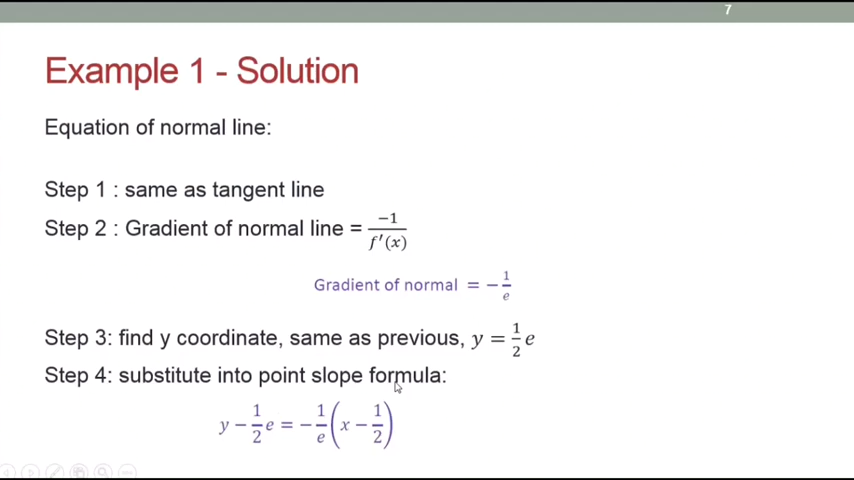 7
Example 1 - Solution
Equation of normal line:
Step 1 : same as tangent line
Step 2 : Gradient of normal line = −1/f′(x)
Gradient of normal = −1/e
Step 3: find y coordinate, same as previous, y = 1/2 e
Step 4: substitute into point slope formula:
y − 1/2 e = −1/e (x − 1/2)